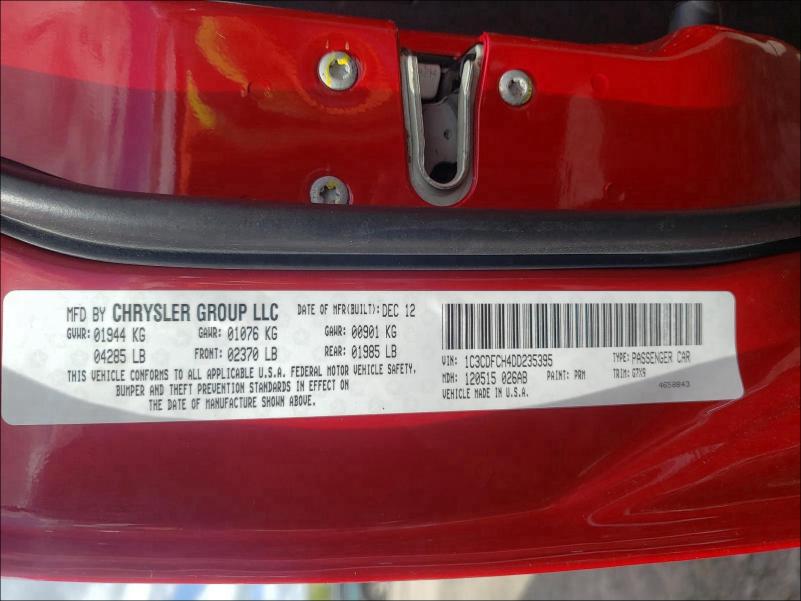 MFD BY CHRYSLER GROUP LLC DATE OF MFR(BUILT): DEC 12
GVWR: 01944 KG GAWR: 01076 KG GAWR: 00901 KG
04285 LB FRONT: 02370 LB REAR: 01985 LB
THIS VEHICLE CONFORMS TO ALL APPLICABLE U.S.A. FEDERAL MOTOR VEHICLE SAFETY,
BUMPER AND THEFT PREVENTION STANDARDS IN EFFECT ON
THE DATE OF MANUFACTURE SHOWN ABOVE.
VIN: 1C3CDFCH4DD235395 TYPE: PASSENGER CAR
MDH: 120515 026AB PAINT: PRM TRIM: G7X9
VEHICLE MADE IN U.S.A. 4658843